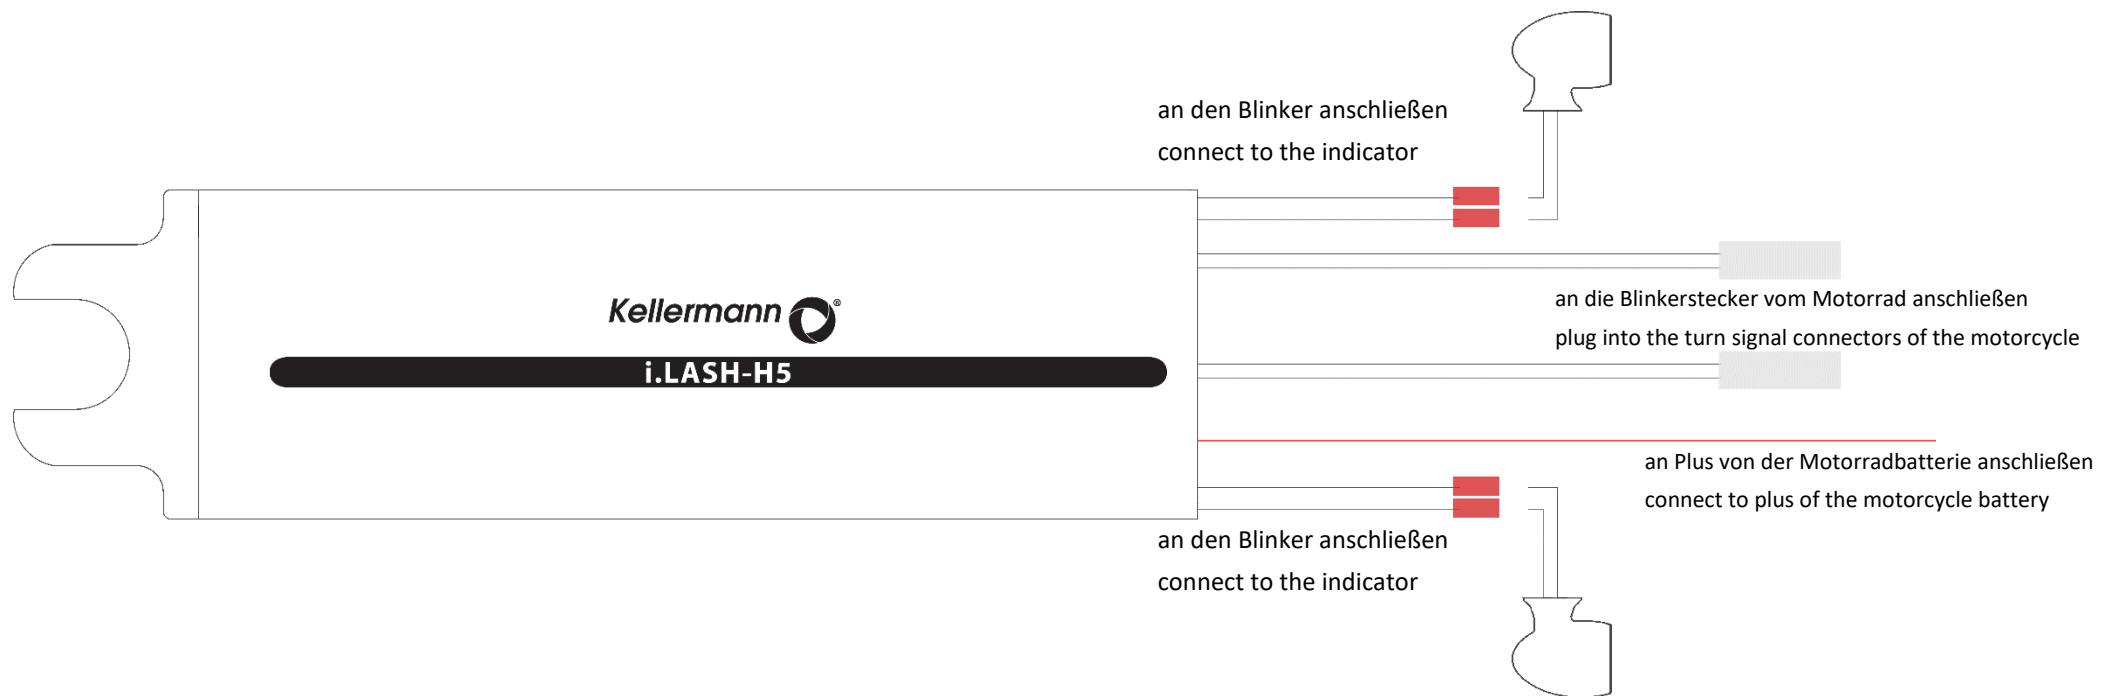 an den Blinker anschließen
connect to the indicator
Kellermann®
i.LASH-H5
an die Blinkerstecker vom Motorrad anschließen
plug into the turn signal connectors of the motorcycle
an Plus von der Motorradbatterie anschließen
connect to plus of the motorcycle battery
an den Blinker anschließen
connect to the indicator